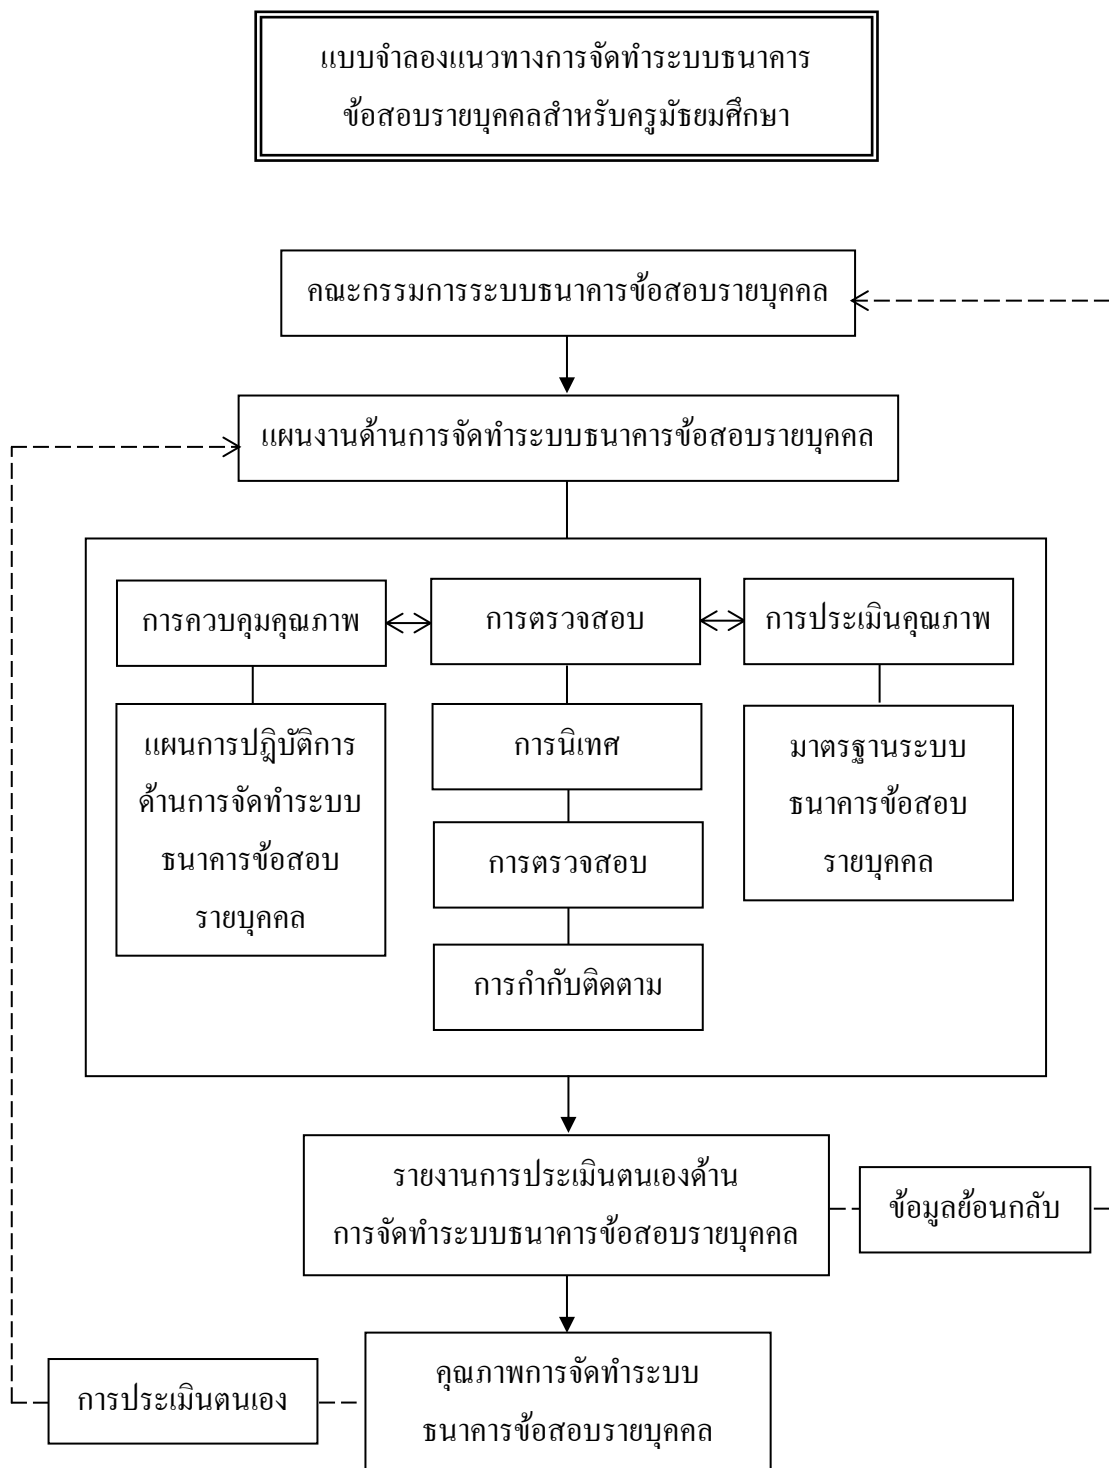 แบบจำลองแนวทางการจัดทำระบบธนาคาร
ข้อสอบรายบุคคลสำหรับครูมัธยมศึกษา
คณะกรรมการระบบธนาคารข้อสอบรายบุคคล
แผนงานด้านการจัดทำระบบธนาคารข้อสอบรายบุคคล
การควบคุมคุณภาพ
การตรวจสอบ
การประเมินคุณภาพ
แผนการปฏิบัติการ
ด้านการจัดทำระบบ
ธนาคารข้อสอบ
รายบุคคล
การนิเทศ
การตรวจสอบ
การกำกับติดตาม
มาตรฐานระบบ
ธนาคารข้อสอบ
รายบุคคล
รายงานการประเมินตนเองด้าน
การจัดทำระบบธนาคารข้อสอบรายบุคคล
ข้อมูลย้อนกลับ
การประเมินตนเอง
คุณภาพการจัดทำระบบ
ธนาคารข้อสอบรายบุคคล